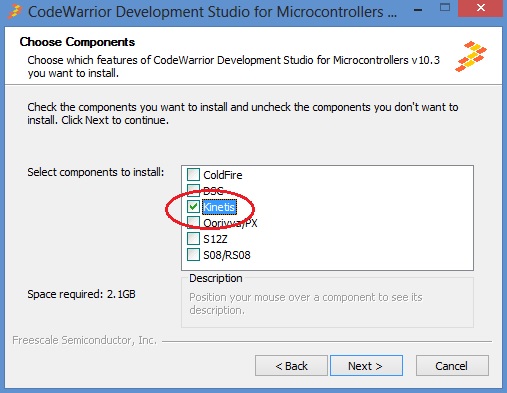 CodeWarrior Development Studio for Microcontrollers ...
Choose Components
Choose which features of CodeWarrior Development Studio for Microcontrollers v10.3
you want to install.
Check the components you want to install and uncheck the components you don't want to
install. Click Next to continue.
Select components to install:
ColdFire
DSC
Kinetis
Qorivva/PX
S12Z
S08/RS08
Space required: 2.1GB
Description
Position your mouse over a component to see its
description.
Freescale Semiconductor, Inc.
< Back
Next >
Cancel